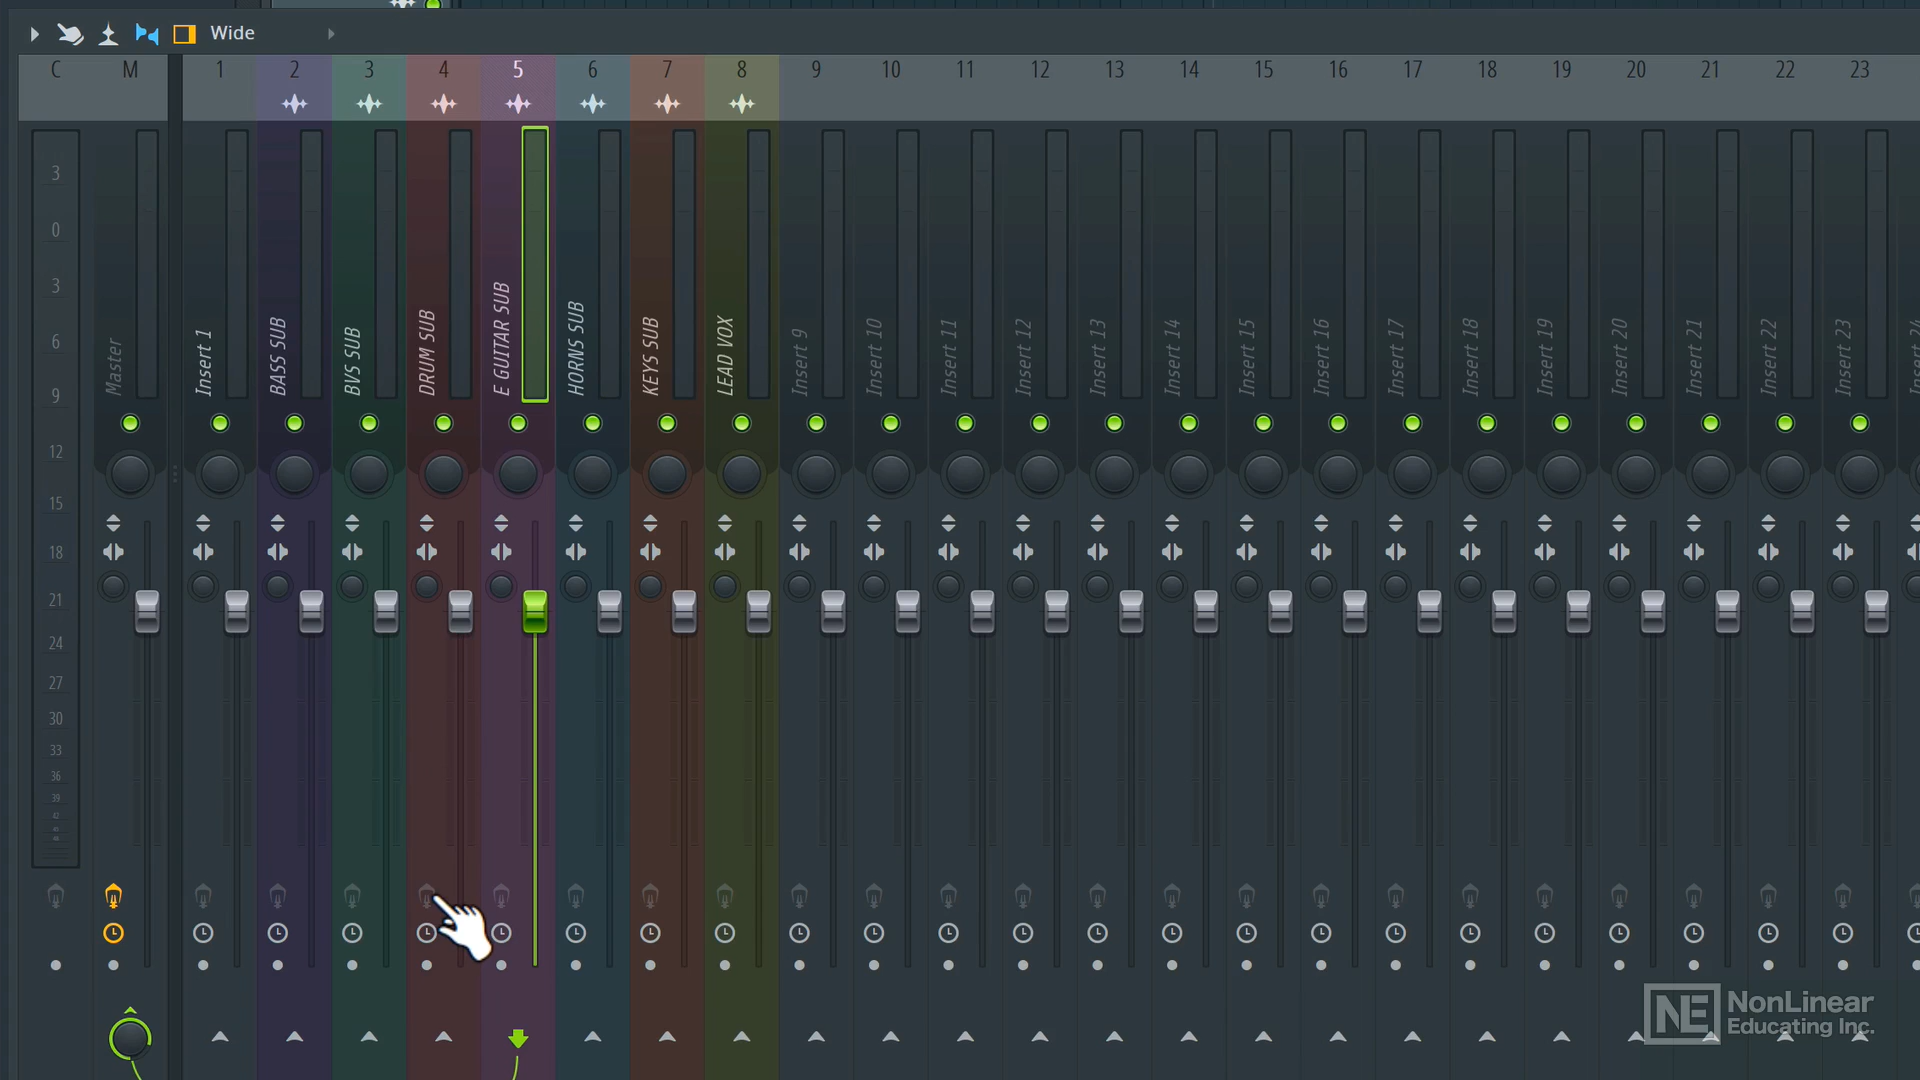 Wide
C M 1 2 3 4 5 6 7 8 9 10 11 12 13 14 15 16 17 18 19 20 21 22 23
3
0
3
6
9
12
15
18
21
24
27
30
33
36
39
42
Master
Insert 1
BASS SUB
BVS SUB
DRUM SUB
E GUITAR SUB
HORNS SUB
KEYS SUB
LEAD VOX
Insert 9
Insert 10
Insert 11
Insert 12
Insert 13
Insert 14
Insert 15
Insert 16
Insert 17
Insert 18
Insert 19
Insert 20
Insert 21
Insert 22
Insert 23
NE NonLinear
Educating Inc.